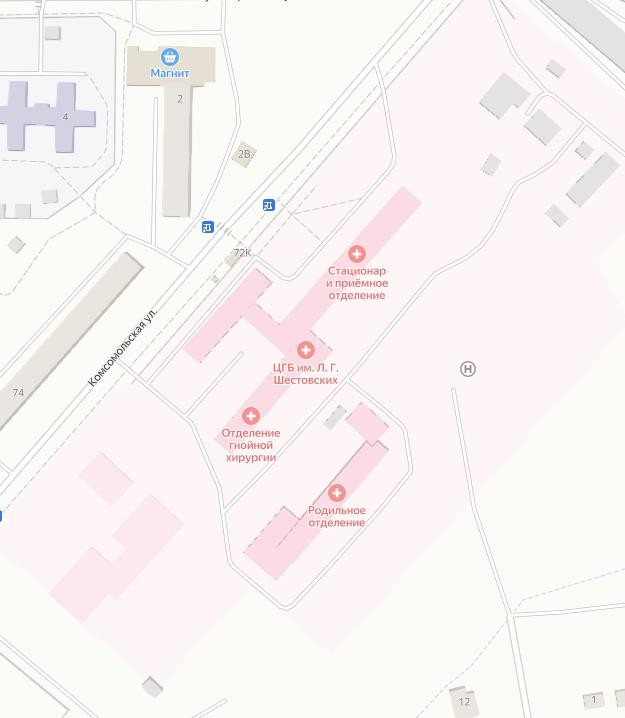 Магнит
2
4
2В
72К
Стационар
и приёмное
отделение
Комсомольская ул.
ЦГБ им. Л. Г.
Шестовских
H
74
Отделение
гнойной
хирургии
Родильное
отделение
12
1